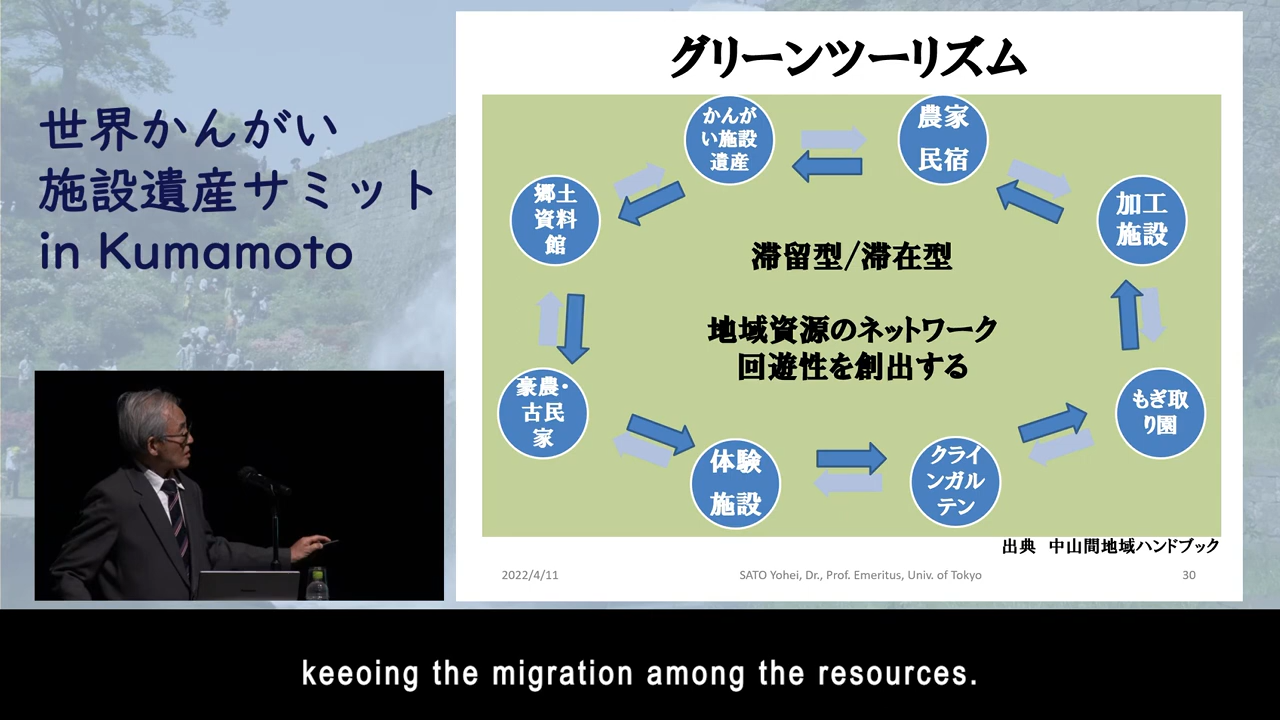 世界かんがい
施設遺産サミット
in Kumamoto
グリーンツーリズム
かんが
い施設
遺産
農家
民宿
郷土
資料
館
加工
施設
滞留型/滞在型
地域資源のネットワーク
回遊性を創出する
豪農・
古民
家
もぎ取
り園
体験
施設
クライ
ンガル
テン
出典 中山間地域ハンドブック
2022/4/11
SATO Yohei, Dr., Prof. Emeritus, Univ. of Tokyo
30
keeoing the migration among the resources.